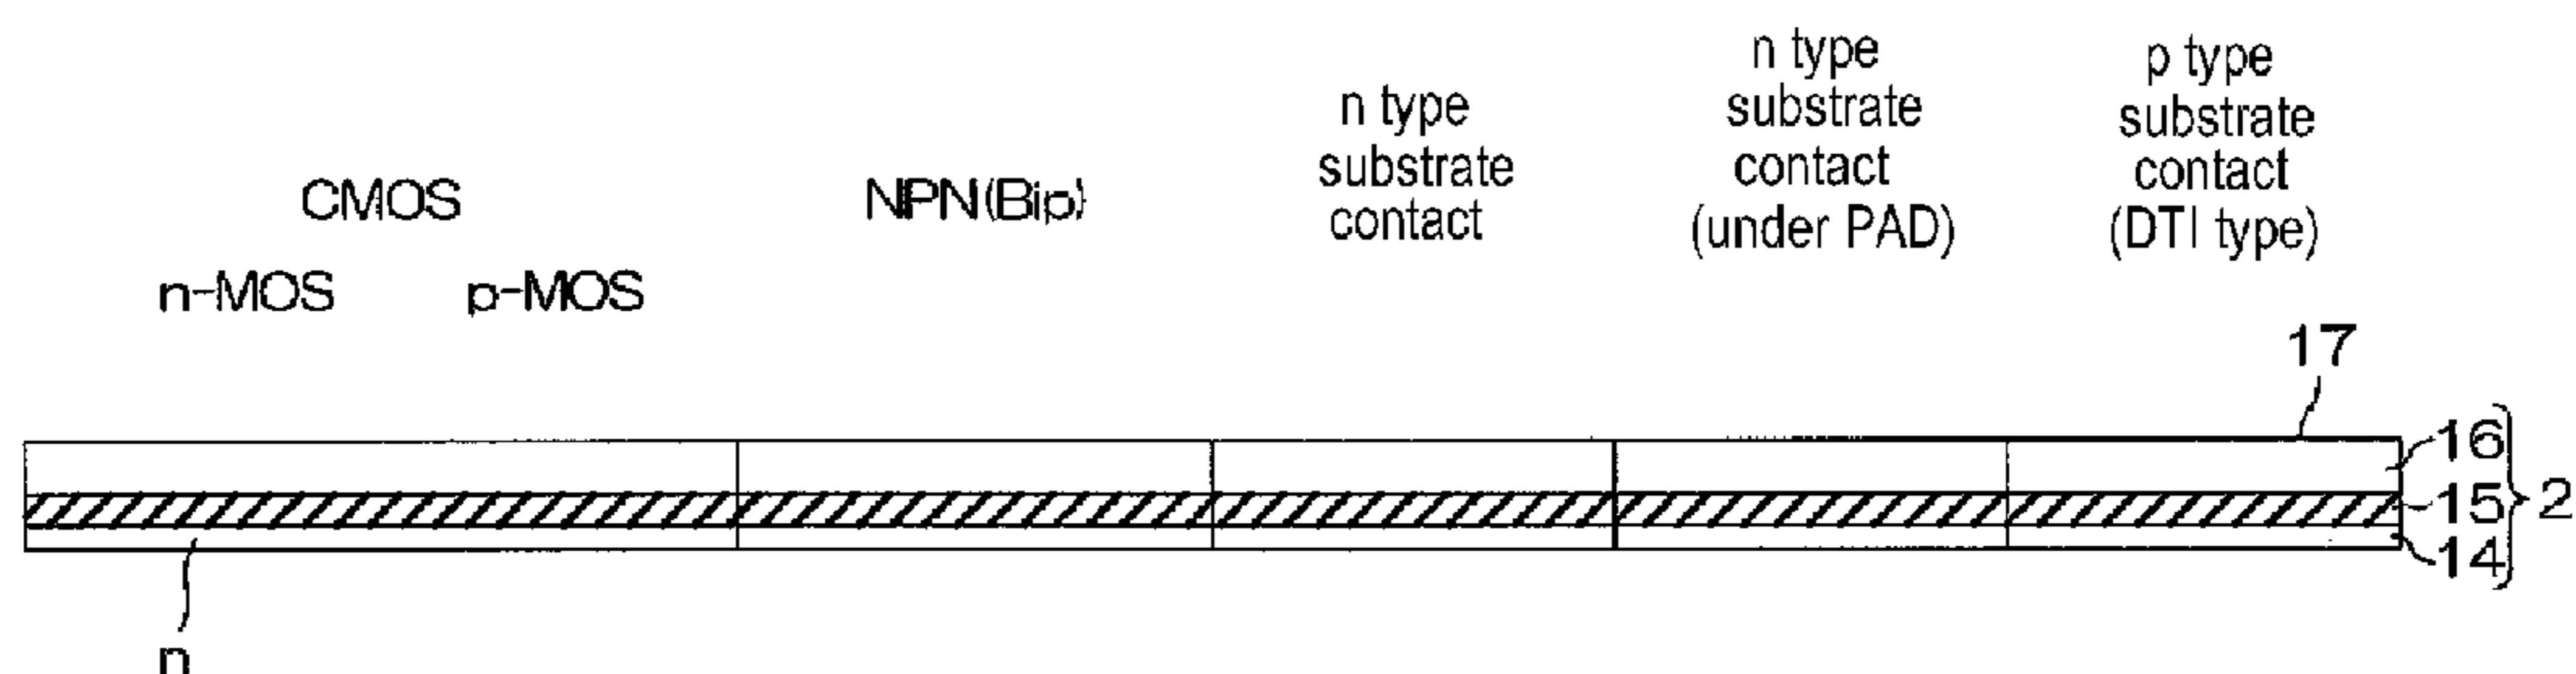 CMOS
n-MOS p-MOS
NPN(Bip)
n type
substrate
contact
n type
substrate
contact
(under PAD)
p type
substrate
contact
(DTI type)
17
16
15
14
2
n